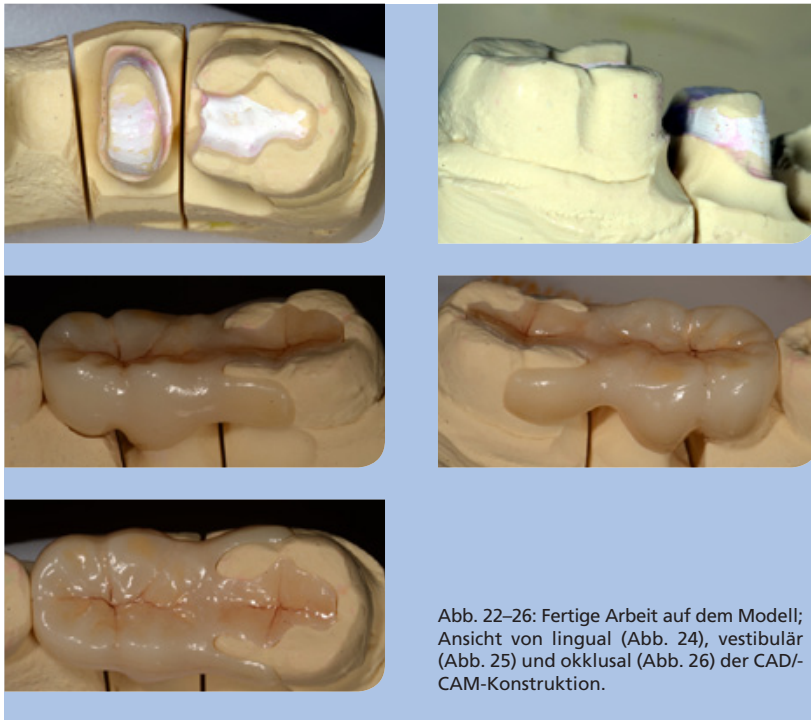 Abb. 22–26: Fertige Arbeit auf dem Modell;
Ansicht von lingual (Abb. 24), vestibulär
(Abb. 25) und okklusal (Abb. 26) der CAD/-
CAM-Konstruktion.